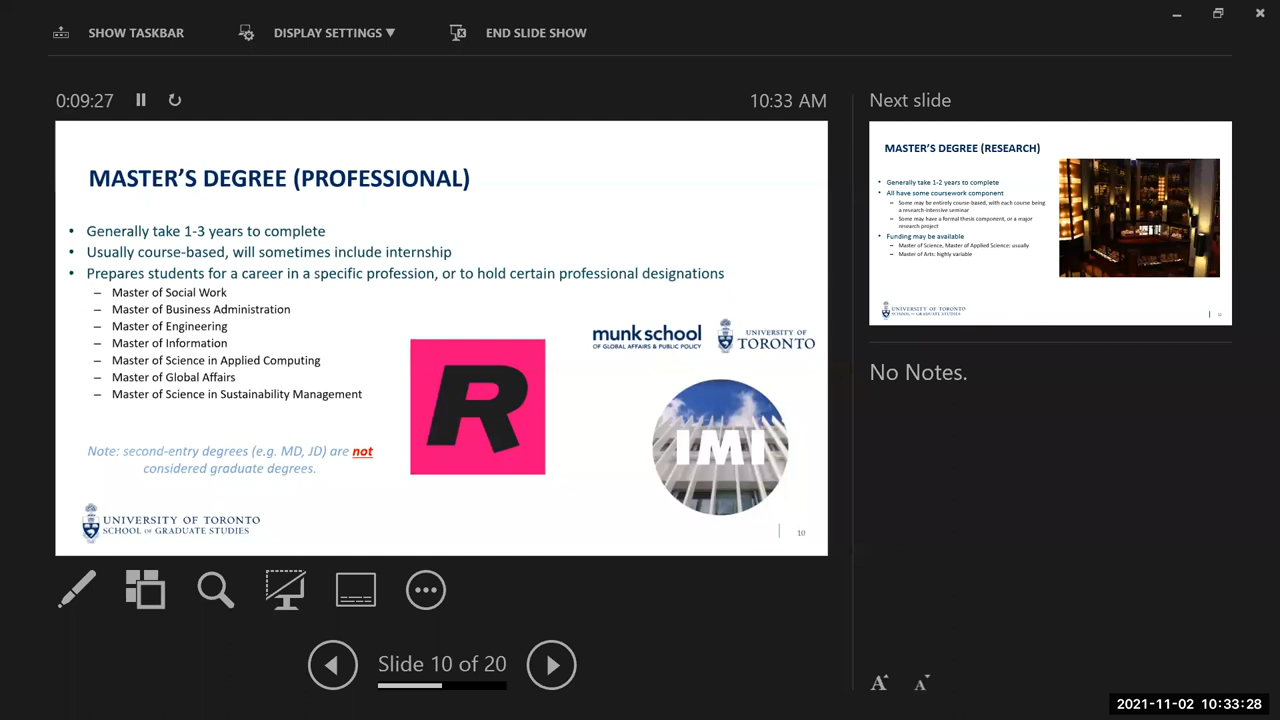 SHOW TASKBAR
DISPLAY SETTINGS ▼
END SLIDE SHOW
0:09:27
10:33 AM
MASTER'S DEGREE (PROFESSIONAL)
• Generally take 1-3 years to complete
• Usually course-based, will sometimes include internship
• Prepares students for a career in a specific profession, or to hold certain professional designations
– Master of Social Work
– Master of Business Administration
– Master of Engineering
– Master of Information
– Master of Science in Applied Computing
– Master of Global Affairs
– Master of Science in Sustainability Management
munk school
OF GLOBAL AFFAIRS & PUBLIC POLICY
UNIVERSITY OF
TORONTO
R
IMI
Note: second-entry degrees (e.g. MD, JD) are not
considered graduate degrees.
UNIVERSITY OF TORONTO
SCHOOL OF GRADUATE STUDIES
10
Slide 10 of 20
Next slide
MASTER'S DEGREE (RESEARCH)
• Generally take 1-2 years to complete
• All have some coursework component
– Some may be entirely course-based, with each course being
a research-intensive seminar
– Some may have a formal thesis component, or a major
research project
• Funding may be available
– Master of Science, Master of Applied Science: usually
– Master of Arts: highly variable
UNIVERSITY OF TORONTO
SCHOOL OF GRADUATE STUDIES
11
No Notes.
A A
2021-11-02 10:33:28